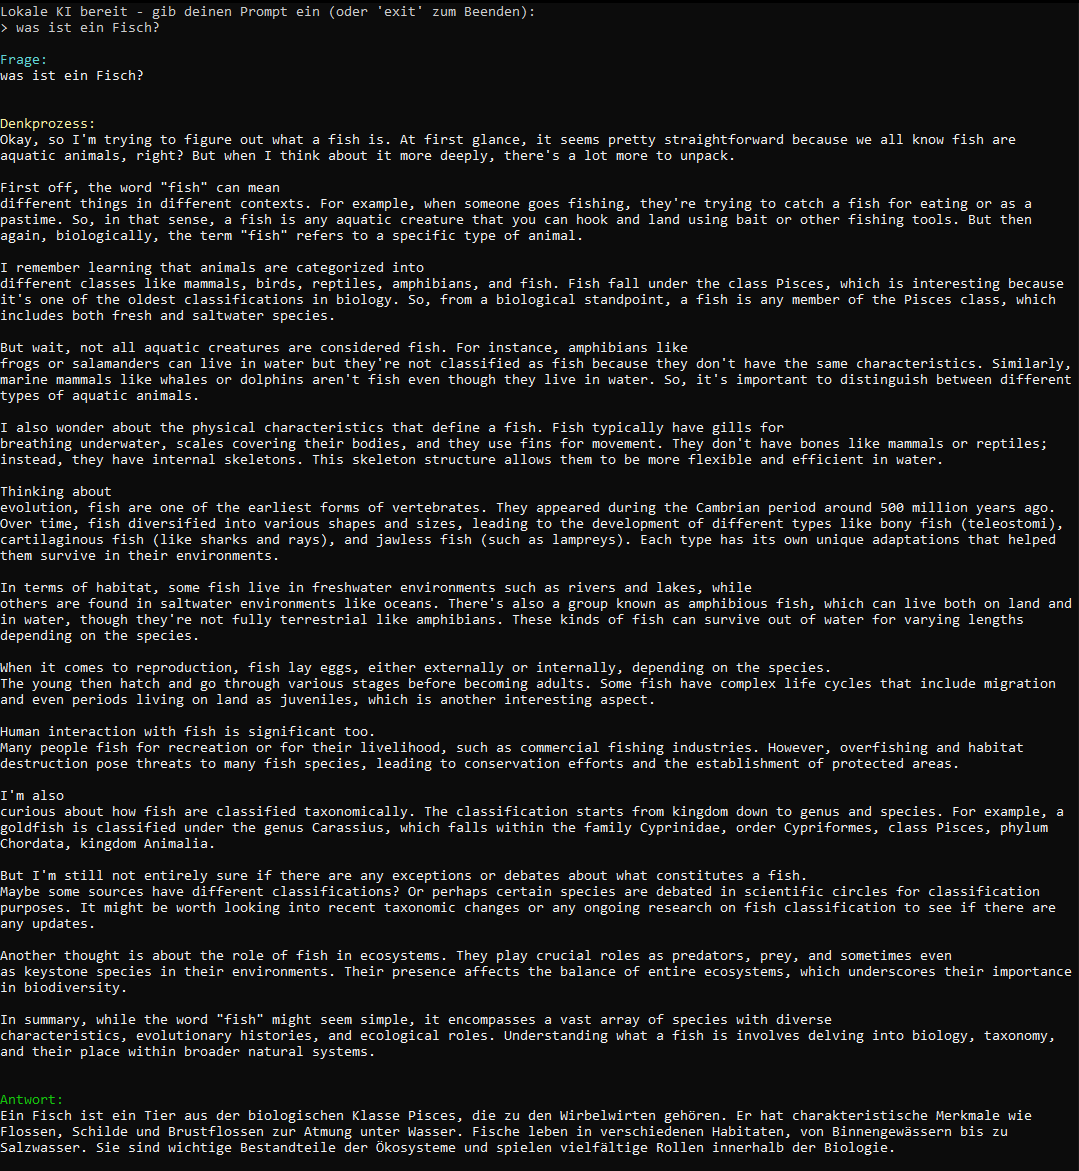 Lokale KI bereit - gib deinen Prompt ein (oder 'exit' zum Beenden):
> was ist ein Fisch?
Frage:
was ist ein Fisch?
Denkprozess:
Okay, so I'm trying to figure out what a fish is. At first glance, it seems pretty straightforward because we all know fish are
aquatic animals, right? But when I think about it more deeply, there's a lot more to unpack.
First off, the word "fish" can mean
different things in different contexts. For example, when someone goes fishing, they're trying to catch a fish for eating or as a
pastime. So, in that sense, a fish is any aquatic creature that you can hook and land using bait or other fishing tools. But then
again, biologically, the term "fish" refers to a specific type of animal.
I remember learning that animals are categorized into
different classes like mammals, birds, reptiles, amphibians, and fish. Fish fall under the class Pisces, which is interesting because
it's one of the oldest classifications in biology. So, from a biological standpoint, a fish is any member of the Pisces class, which
includes both fresh and saltwater species.
But wait, not all aquatic creatures are considered fish. For instance, amphibians like
frogs or salamanders can live in water but they're not classified as fish because they don't have the same characteristics. Similarly,
marine mammals like whales or dolphins aren't fish even though they live in water. So, it's important to distinguish between different
types of aquatic animals.
I also wonder about the physical characteristics that define a fish. Fish typically have gills for
breathing underwater, scales covering their bodies, and they use fins for movement. They don't have bones like mammals or reptiles;
instead, they have internal skeletons. This skeleton structure allows them to be more flexible and efficient in water.
Thinking about
evolution, fish are one of the earliest forms of vertebrates. They appeared during the Cambrian period around 500 million years ago.
Over time, fish diversified into various shapes and sizes, leading to the development of different types like bony fish (teleostomi),
cartilaginous fish (like sharks and rays), and jawless fish (such as lampreys). Each type has its own unique adaptations that helped
them survive in their environments.
In terms of habitat, some fish live in freshwater environments such as rivers and lakes, while
others are found in saltwater environments like oceans. There's also a group known as amphibious fish, which can live both on land and
in water, though they're not fully terrestrial like amphibians. These kinds of fish can survive out of water for varying lengths
depending on the species.
When it comes to reproduction, fish lay eggs, either externally or internally, depending on the species.
The young then hatch and go through various stages before becoming adults. Some fish have complex life cycles that include migration
and even periods living on land as juveniles, which is another interesting aspect.
Human interaction with fish is significant too.
Many people fish for recreation or for their livelihood, such as commercial fishing industries. However, overfishing and habitat
destruction pose threats to many fish species, leading to conservation efforts and the establishment of protected areas.
I'm also
curious about how fish are classified taxonomically. The classification starts from kingdom down to genus and species. For example, a
goldfish is classified under the genus Carassius, which falls within the family Cyprinidae, order Cypriformes, class Pisces, phylum
Chordata, kingdom Animalia.
But I'm still not entirely sure if there are any exceptions or debates about what constitutes a fish.
Maybe some sources have different classifications? Or perhaps certain species are debated in scientific circles for classification
purposes. It might be worth looking into recent taxonomic changes or any ongoing research on fish classification to see if there are
any updates.
Another thought is about the role of fish in ecosystems. They play crucial roles as predators, prey, and sometimes even
as keystone species in their environments. Their presence affects the balance of entire ecosystems, which underscores their importance
in biodiversity.
In summary, while the word "fish" might seem simple, it encompasses a vast array of species with diverse
characteristics, evolutionary histories, and ecological roles. Understanding what a fish is involves delving into biology, taxonomy,
and their place within broader natural systems.
Antwort:
Ein Fisch ist ein Tier aus der biologischen Klasse Pisces, die zu den Wirbelwirten gehören. Er hat charakteristische Merkmale wie
Flossen, Schilde und Brustflossen zur Atmung unter Wasser. Fische leben in verschiedenen Habitaten, von Binnengewässern bis zu
Salzwasser. Sie sind wichtige Bestandteile der Ökosysteme und spielen vielfältige Rollen innerhalb der Biologie.